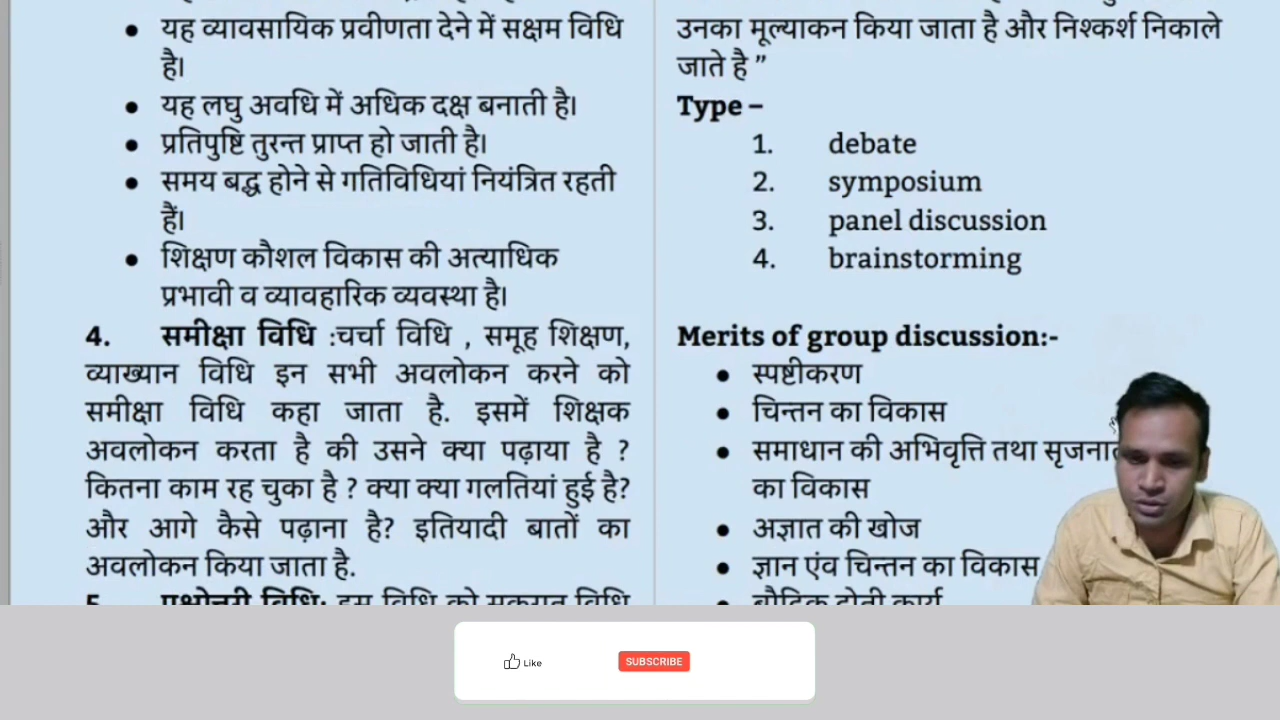 यह व्यावसायिक प्रवीणता देने में सक्षम विधि
है।
यह लघु अवधि में अधिक दक्ष बनाती है।
प्रतिपुष्टि तुरन्त प्राप्त हो जाती है।
समय बद्ध होने से गतिविधियां नियंत्रित रहती
हैं।
शिक्षण कौशल विकास की अत्याधिक
प्रभावी व व्यावहारिक व्यवस्था है।
4. समीक्षा विधि :चर्चा विधि , समूह शिक्षण,
व्याख्यान विधि इन सभी अवलोकन करने को
समीक्षा विधि कहा जाता है. इसमें शिक्षक
अवलोकन करता है की उसने क्या पढ़ाया है ?
कितना काम रह चुका है ? क्या क्या गलतियां हुई है?
और आगे कैसे पढ़ाना है? इतियादी बातों का
अवलोकन किया जाता है.
उनका मूल्याकन किया जाता है और निश्कर्श निकाले
जाते है ”
Type –
1. debate
2. symposium
3. panel discussion
4. brainstorming
Merits of group discussion:-
स्पष्टीकरण
चिन्तन का विकास
समाधान की अभिवृत्ति तथा
का विकास
अज्ञात की खोज
ज्ञान एंव चिन्तन का विकास
Like
SUBSCRIBE